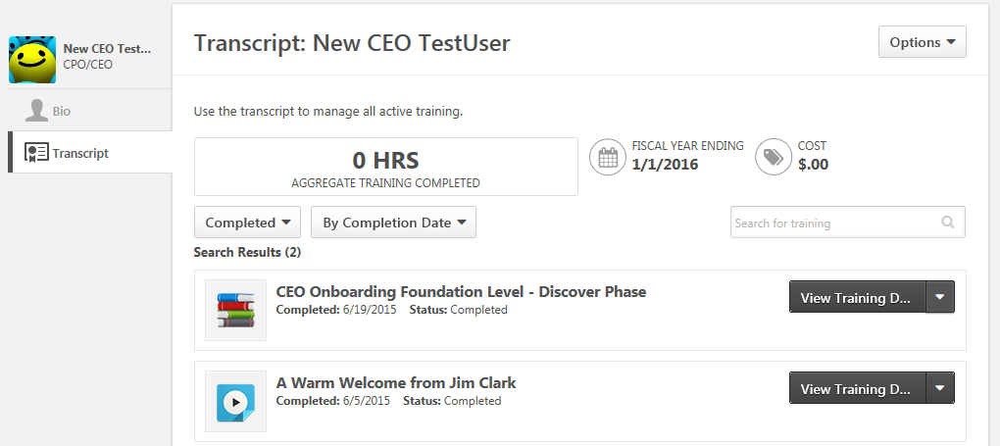 New CEO Test...
CPO/CEO
Bio
Transcript
Transcript: New CEO TestUser
Options
Use the transcript to manage all active training.
0 HRS
AGGREGATE TRAINING COMPLETED
FISCAL YEAR ENDING
1/1/2016
COST
$.00
Completed
By Completion Date
Search for training
Search Results (2)
CEO Onboarding Foundation Level - Discover Phase
Completed: 6/19/2015 Status: Completed
View Training D...
A Warm Welcome from Jim Clark
Completed: 6/5/2015 Status: Completed
View Training D...